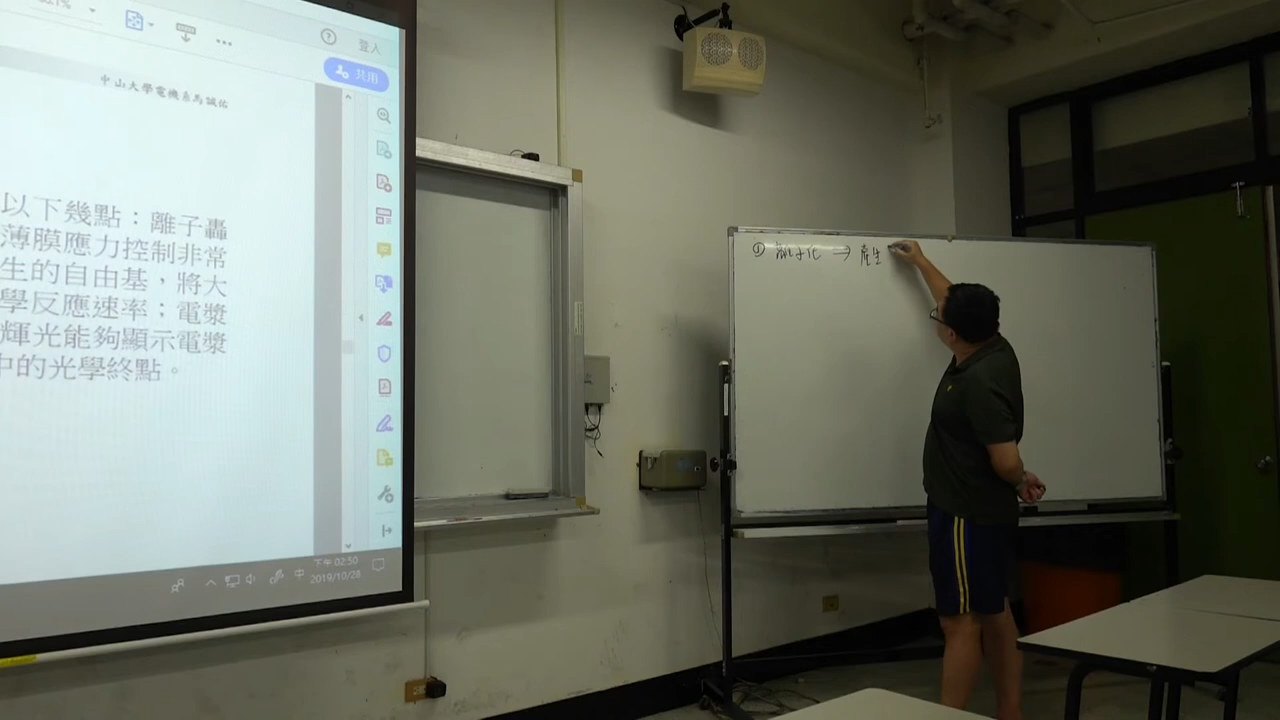 登入
共用
中山大學電機系馬誠佑
以下幾點：離子轟
薄膜應力控制非常
生的自由基，將大
學反應速率；電漿
輝光能夠顯示電漿
中的光學終點。
中
下午 02:50
2019/10/28
① 離子化 → 產生